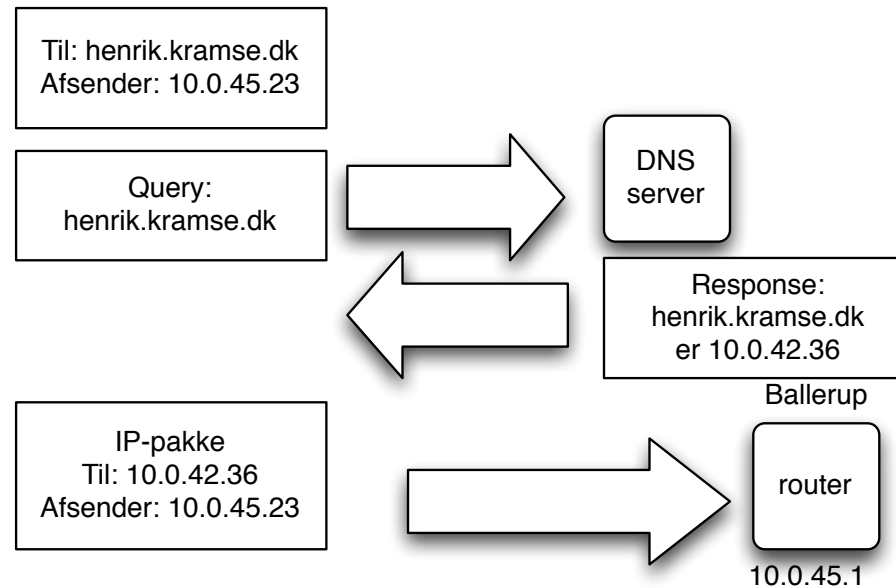 Til: henrik.kramse.dk
Afsender: 10.0.45.23
Query:
henrik.kramse.dk
DNS
server
Response:
henrik.kramse.dk
er 10.0.42.36
IP-pakke
Til: 10.0.42.36
Afsender: 10.0.45.23
Ballerup
router
10.0.45.1